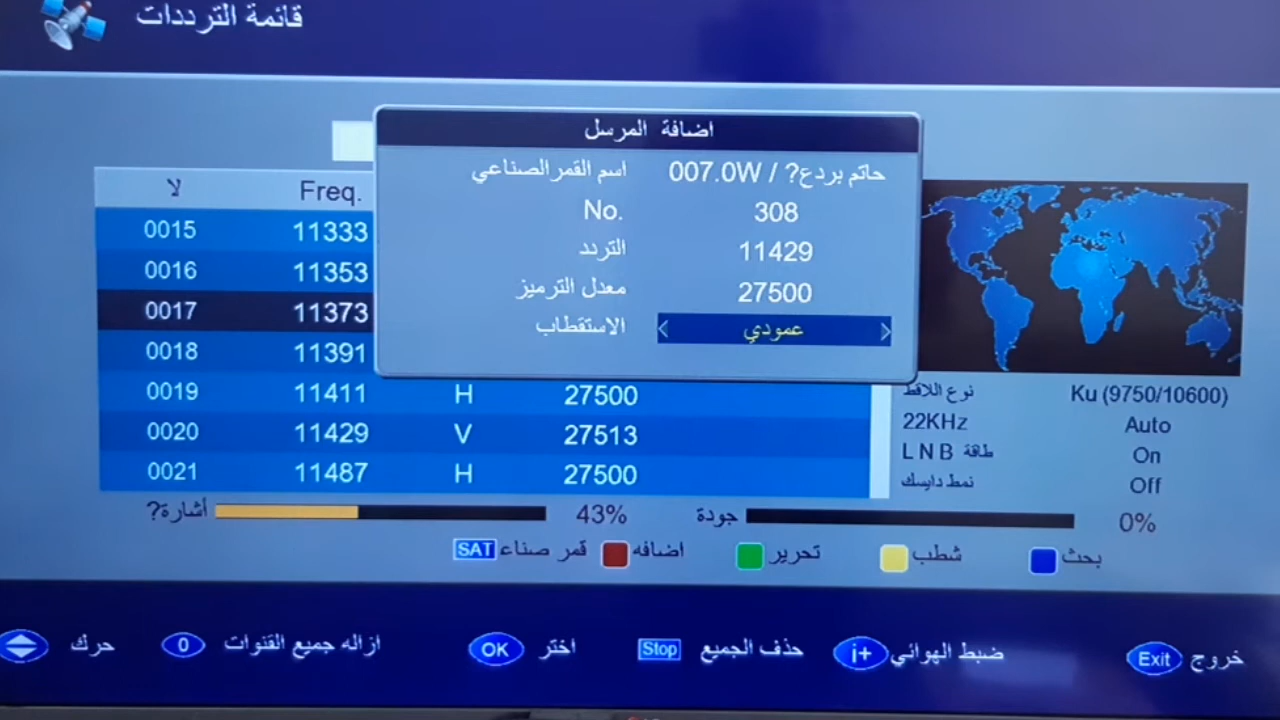 قائمة الترددات
اضافة المرسل
اسم القمر الصناعي حاتم بردع? / 007.0W
No. 308
التردد 11429
معدل الترميز 27500
الاستقطاب عمودي
لا Freq.
0015 11333
0016 11353
0017 11373
0018 11391
0019 11411 H 27500
0020 11429 V 27513
0021 11487 H 27500
نوع اللاقط Ku (9750/10600)
22KHz Auto
طاقة LNB On
نمط دايسك Off
أشارة? 43% جودة 0%
SAT قمر صناء اضافه تحرير شطب بحث
حرك 0 ازاله جميع القنوات OK اختر Stop حذف الجميع i+ ضبط الهوائي Exit خروج